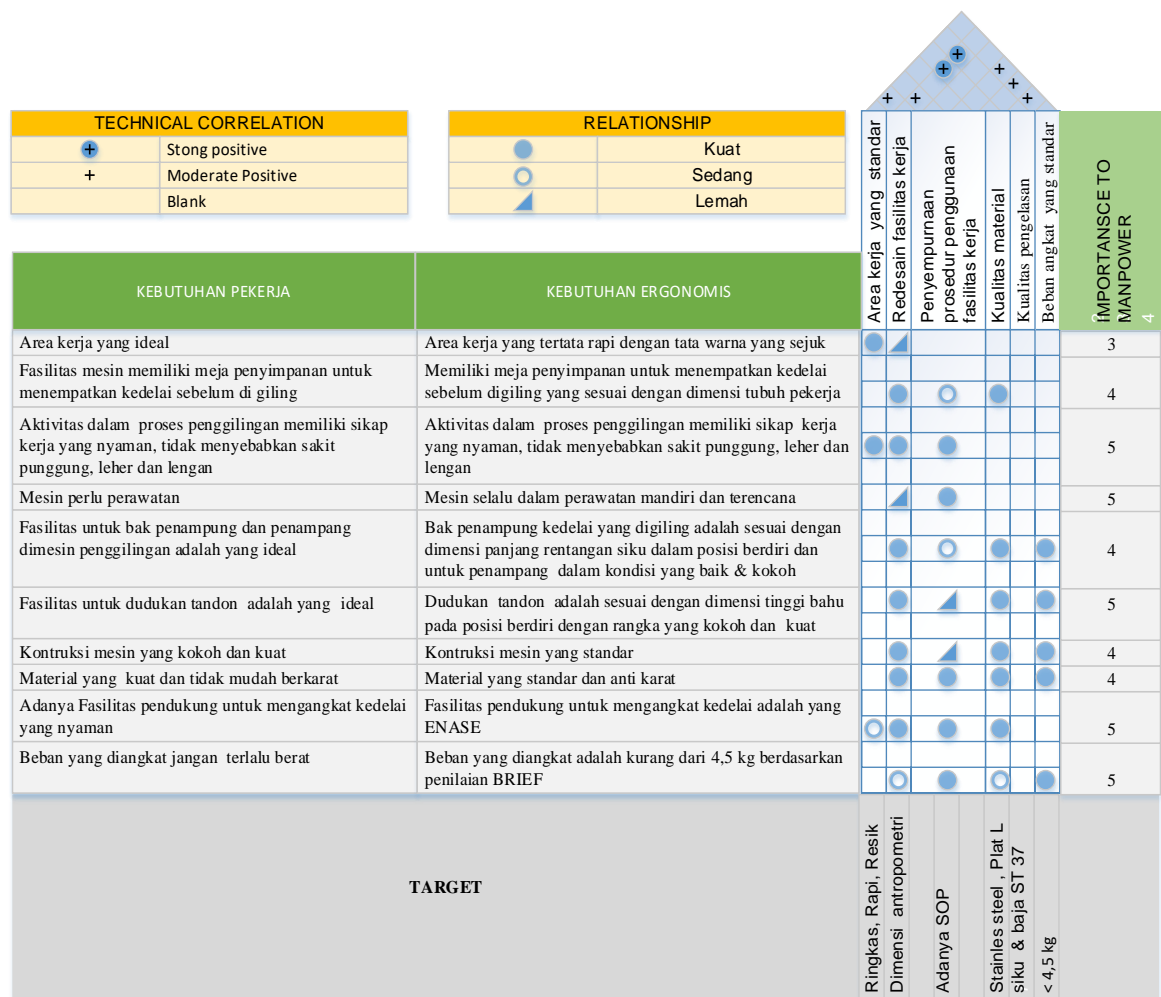 TECHNICAL CORRELATION
+ Stong positive
+ Moderate Positive
Blank
RELATIONSHIP
Kuat
Sedang
Lemah
+
+
+
+
+
+
+
KEBUTUHAN PEKERJA
KEBUTUHAN ERGONOMIS
Area kerja yang standar
Redesain fasilitas kerja
Penyempurnaan
prosedur penggunaan
fasilitas kerja
Kualitas material
Kualitas pengelasan
Beban angkat yang standar
IMPORTANSCE TO
MANPOWER
4
Area kerja yang ideal
Area kerja yang tertata rapi dengan tata warna yang sejuk
3
Fasilitas mesin memiliki meja penyimpanan untuk
menempatkan kedelai sebelum di giling
Memiliki meja penyimpanan untuk menempatkan kedelai
sebelum digiling yang sesuai dengan dimensi tubuh pekerja
4
Aktivitas dalam proses penggilingan memiliki sikap
kerja yang nyaman, tidak menyebabkan sakit
punggung, leher dan lengan
Aktivitas dalam proses penggilingan memiliki sikap kerja
yang nyaman, tidak menyebabkan sakit punggung, leher dan
lengan
5
Mesin perlu perawatan
Mesin selalu dalam perawatan mandiri dan terencana
5
Fasilitas untuk bak penampung dan penampang
dimesin penggilingan adalah yang ideal
Bak penampung kedelai yang digiling adalah sesuai dengan
dimensi panjang rentangan siku dalam posisi berdiri dan
untuk penampang dalam kondisi yang baik & kokoh
4
Fasilitas untuk dudukan tandon adalah yang ideal
Dudukan tandon adalah sesuai dengan dimensi tinggi bahu
pada posisi berdiri dengan rangka yang kokoh dan kuat
5
Kontruksi mesin yang kokoh dan kuat
Kontruksi mesin yang standar
4
Material yang kuat dan tidak mudah berkarat
Material yang standar dan anti karat
4
Adanya Fasilitas pendukung untuk mengangkat kedelai
yang nyaman
Fasilitas pendukung untuk mengangkat kedelai adalah yang
ENASE
5
Beban yang diangkat jangan terlalu berat
Beban yang diangkat adalah kurang dari 4,5 kg berdasarkan
penilaian BRIEF
5
TARGET
Ringkas, Rapi, Resik
Dimensi antropometri
Adanya SOP
Stainles steel , Plat L
siku & baja ST 37
< 4,5 kg